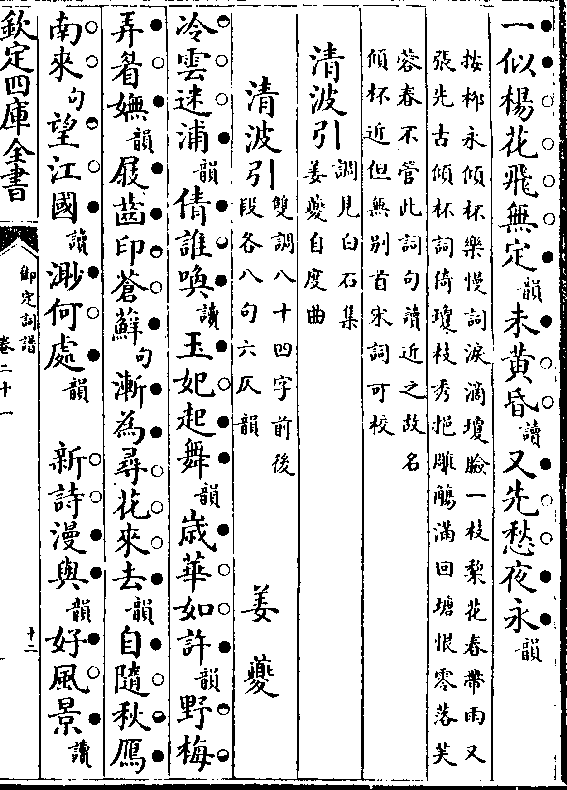 一似楊花飛無定韻未黃昏讀又先愁夜永韻
按柳永傾杯樂慢詞淚滴瓊臉一枝梨花春帶雨又
張先古傾杯詞倚瓊枝秀挹雕觴滿回塘恨零落芙
蓉春不管此詞句讀近之故名
傾杯近但無別首宋詞可校
清波引
調見白石集
姜夔自度曲
清波引
雙調八十四字前後
段各八句六仄韻
姜夔
冷雲迷浦韻倩誰喚讀玉妃起舞韻歲華如許韻野梅
弄眉嫵韻屐齒印蒼蘚句漸為尋花來去韻自隨秋鴈
南來句望江國讀渺何處韻 新詩漫與韻好風景讀
欽定四庫全書
御定詞譜
卷二十一
十二